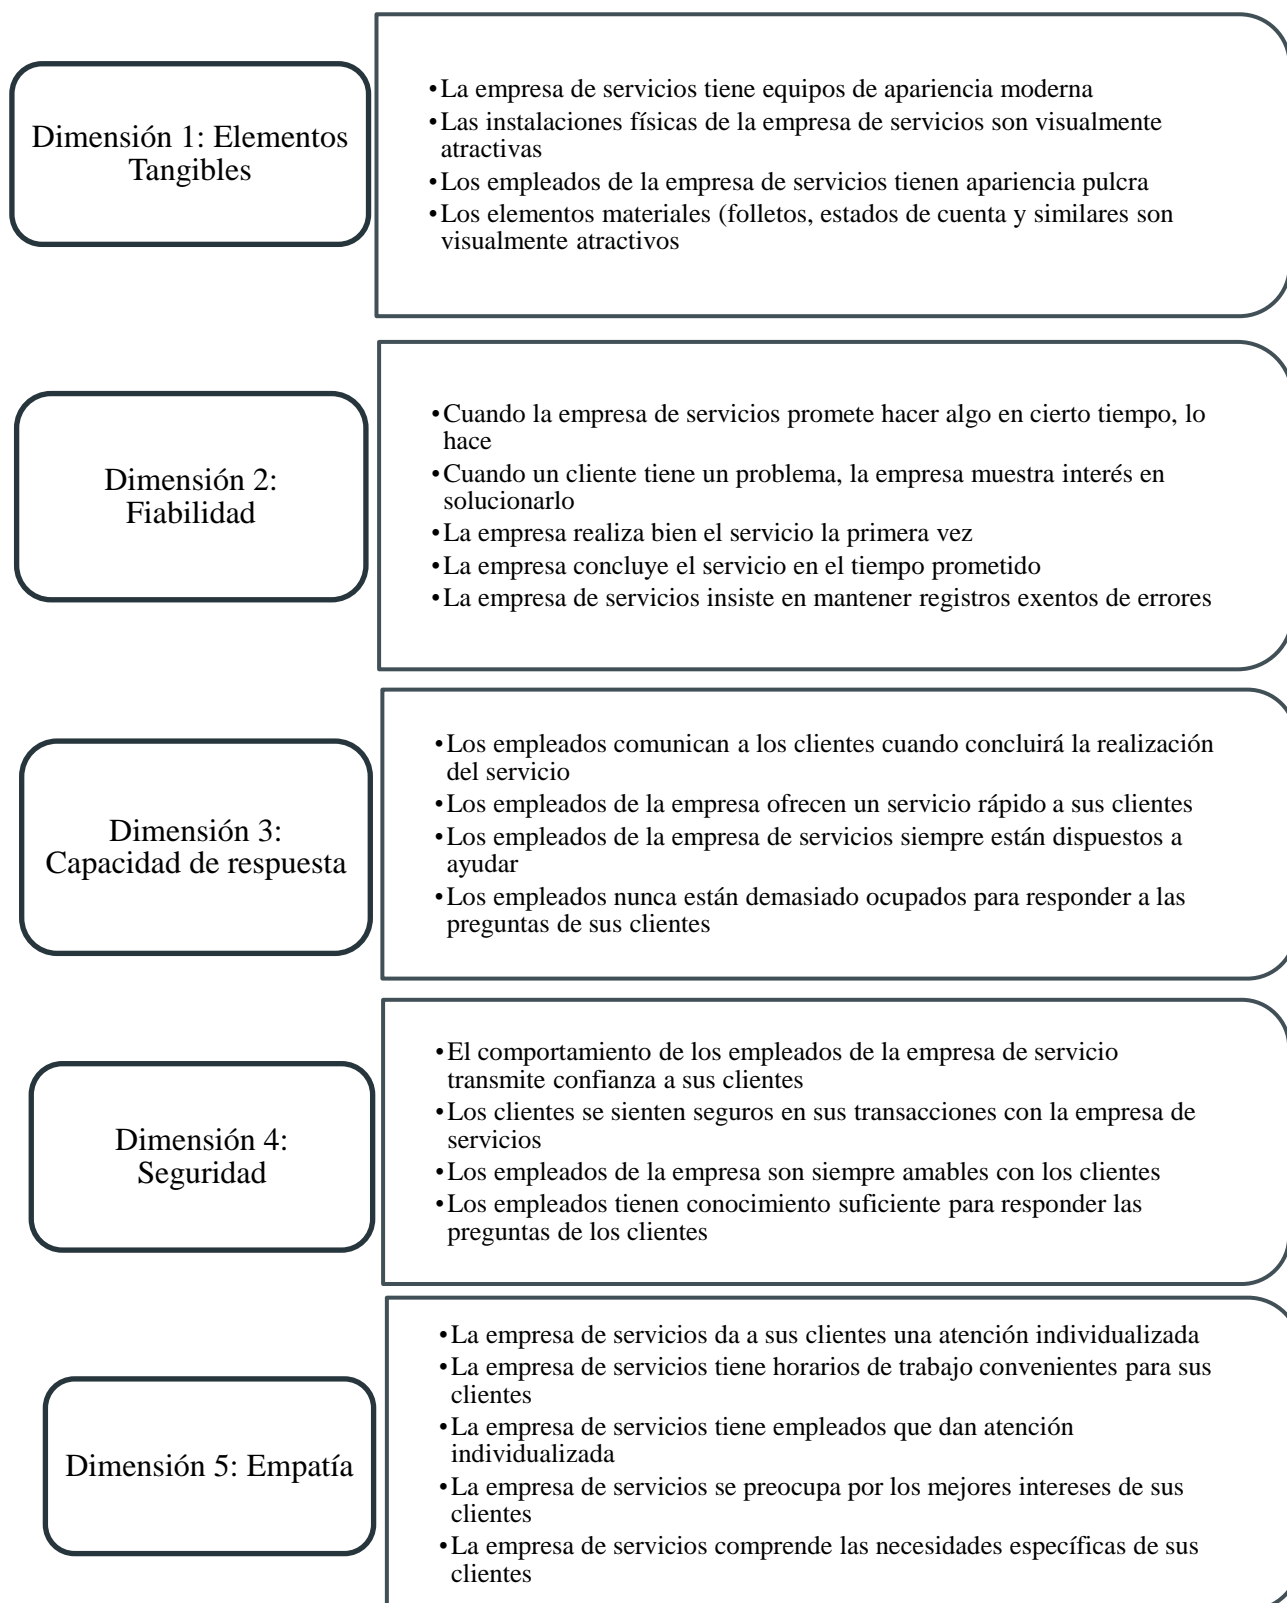 Dimensión 1: Elementos
Tangibles
•La empresa de servicios tiene equipos de apariencia moderna
•Las instalaciones físicas de la empresa de servicios son visualmente
atractivas
•Los empleados de la empresa de servicios tienen apariencia pulcra
•Los elementos materiales (folletos, estados de cuenta y similares son
visualmente atractivos
Dimensión 2:
Fiabilidad
•Cuando la empresa de servicios promete hacer algo en cierto tiempo, lo
hace
•Cuando un cliente tiene un problema, la empresa muestra interés en
solucionarlo
•La empresa realiza bien el servicio la primera vez
•La empresa concluye el servicio en el tiempo prometido
•La empresa de servicios insiste en mantener registros exentos de errores
Dimensión 3:
Capacidad de respuesta
•Los empleados comunican a los clientes cuando concluirá la realización
del servicio
•Los empleados de la empresa ofrecen un servicio rápido a sus clientes
•Los empleados de la empresa de servicios siempre están dispuestos a
ayudar
•Los empleados nunca están demasiado ocupados para responder a las
preguntas de sus clientes
Dimensión 4:
Seguridad
•El comportamiento de los empleados de la empresa de servicio
transmite confianza a sus clientes
•Los clientes se sienten seguros en sus transacciones con la empresa de
servicios
•Los empleados de la empresa son siempre amables con los clientes
•Los empleados tienen conocimiento suficiente para responder las
preguntas de los clientes
Dimensión 5: Empatía
•La empresa de servicios da a sus clientes una atención individualizada
•La empresa de servicios tiene horarios de trabajo convenientes para sus
clientes
•La empresa de servicios tiene empleados que dan atención
individualizada
•La empresa de servicios se preocupa por los mejores intereses de sus
clientes
•La empresa de servicios comprende las necesidades específicas de sus
clientes